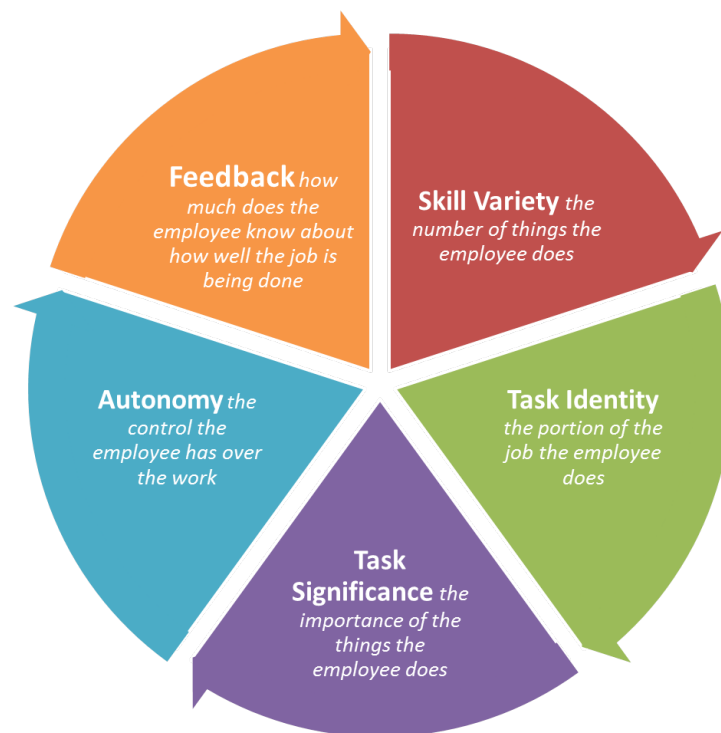 Feedback how
much does the
employee know about
how well the job is
being done
Skill Variety the
number of things the
employee does
Task Identity
the portion of the
job the employee
does
Task
Significance the
importance of the
things the
employee does
Autonomy the
control the
employee has over
the work